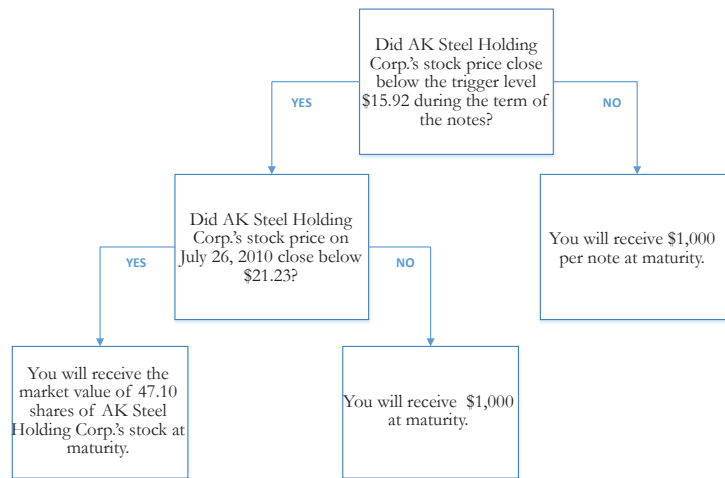 Did AK Steel Holding
Corp.'s stock price close
below the trigger level
$15.92 during the term of
the notes?
YES
NO
Did AK Steel Holding
Corp.'s stock price on
July 26, 2010 close below
$21.23?
You will receive $1,000
per note at maturity.
YES
NO
You will receive the
market value of 47.10
shares of AK Steel
Holding Corp.'s stock at
maturity.
You will receive $1,000
at maturity.